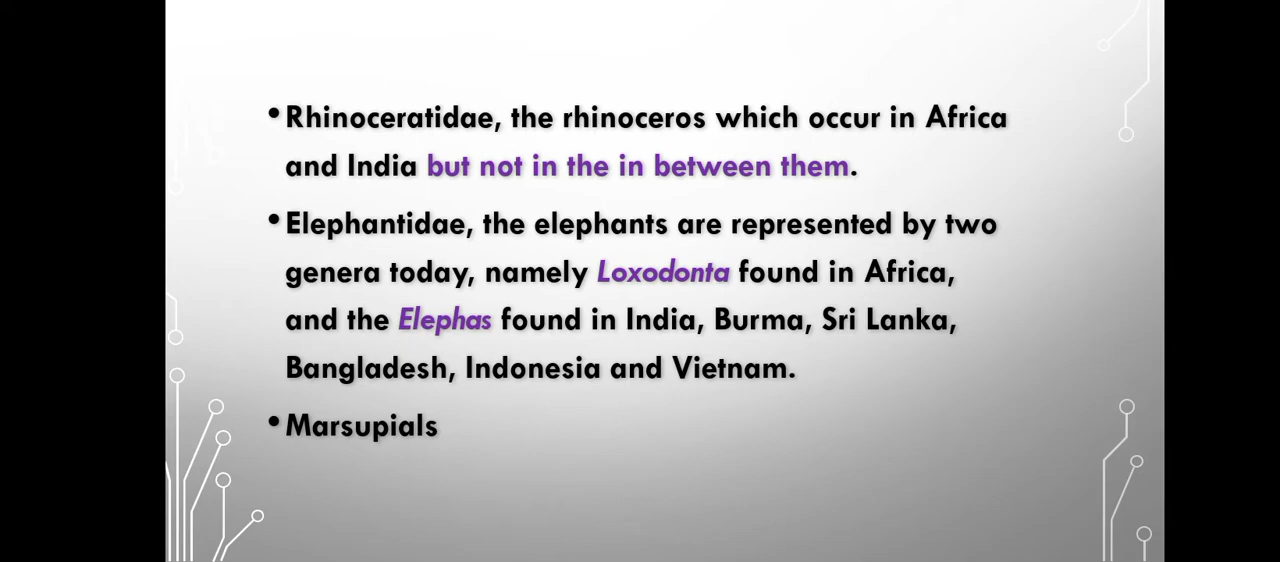 •Rhinoceratidae, the rhinoceros which occur in Africa
and India but not in the in between them.
•Elephantidae, the elephants are represented by two
genera today, namely Loxodonta found in Africa,
and the Elephas found in India, Burma, Sri Lanka,
Bangladesh, Indonesia and Vietnam.
•Marsupials